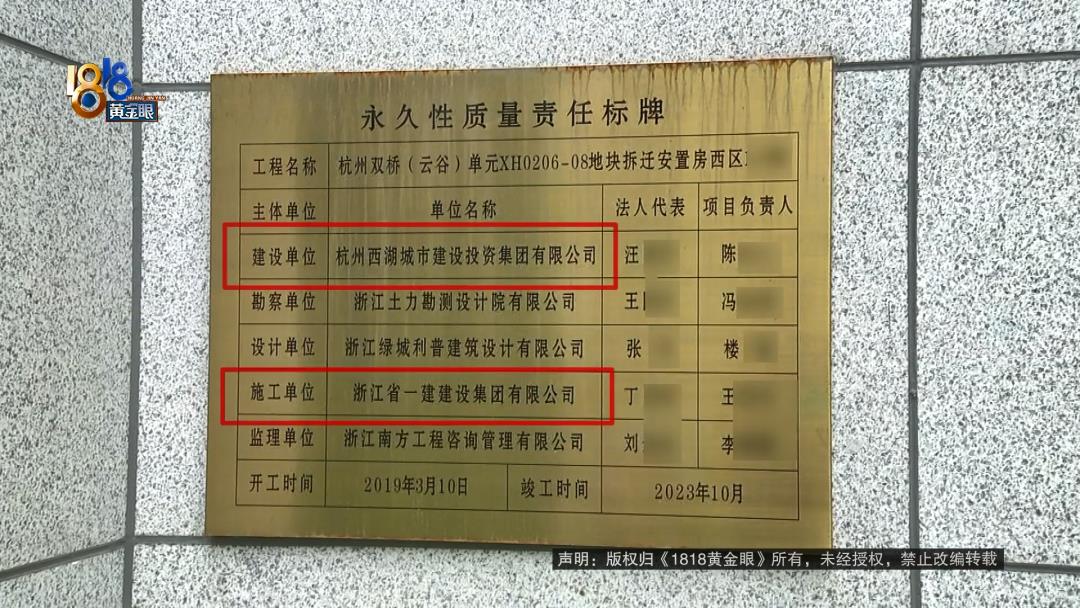 1818
HUANG JIN YAN
黄金眼
永久性质量责任标牌
工程名称 杭州双桥（云谷）单元XH0206-08地块拆迁安置房西区
主体单位 单位名称 法人代表 项目负责人
建设单位 杭州西湖城市建设投资集团有限公司 汪 陈
勘察单位 浙江土力勘测设计院有限公司 王 冯
设计单位 浙江绿城利普建筑设计有限公司 张 楼
施工单位 浙江省一建建设集团有限公司 丁 王
监理单位 浙江南方工程咨询管理有限公司 刘 李
开工时间 2019年3月10日 竣工时间 2023年10月
声明：版权归《1818黄金眼》所有，未经授权，禁止改编转载